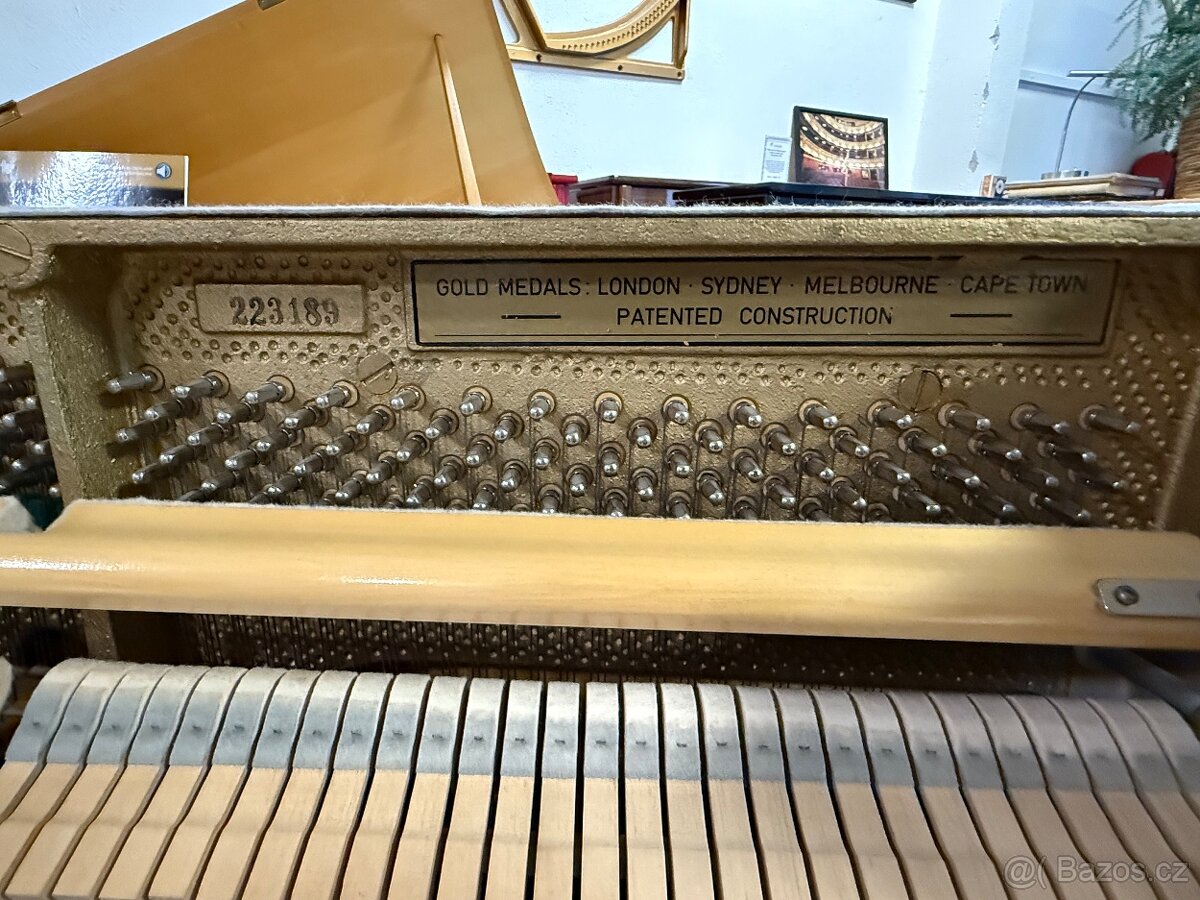 223189
GOLD MEDALS: LONDON · SYDNEY · MELBOURNE · CAPE TOWN
PATENTED CONSTRUCTION
@( Bazos.cz